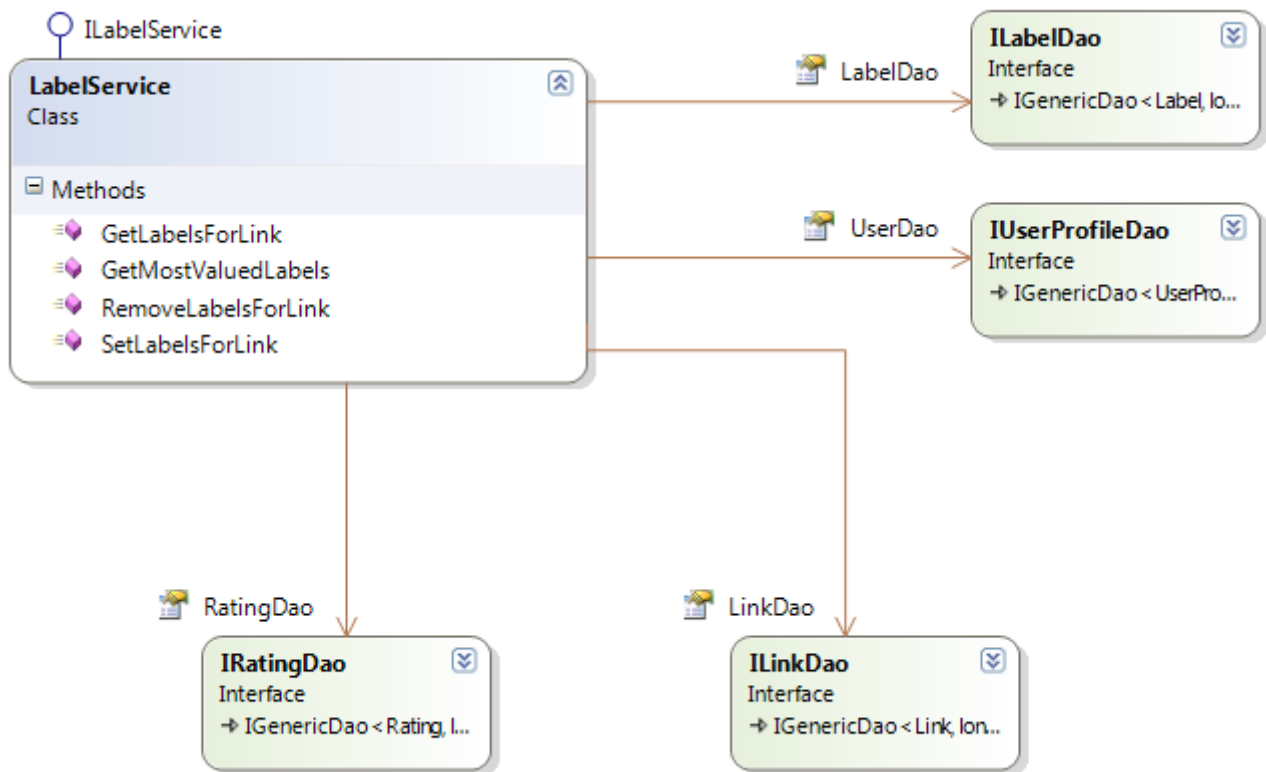 ILabelService
LabelService
Class
Methods
GetLabelsForLink
GetMostValuedLabels
RemoveLabelsForLink
SetLabelsForLink
LabelDao
ILabelDao
Interface
IGenericDao < Label, lo...
UserDao
IUserProfileDao
Interface
IGenericDao < UserPro...
RatingDao
IRatingDao
Interface
IGenericDao < Rating, l...
LinkDao
ILinkDao
Interface
IGenericDao < Link, lon...